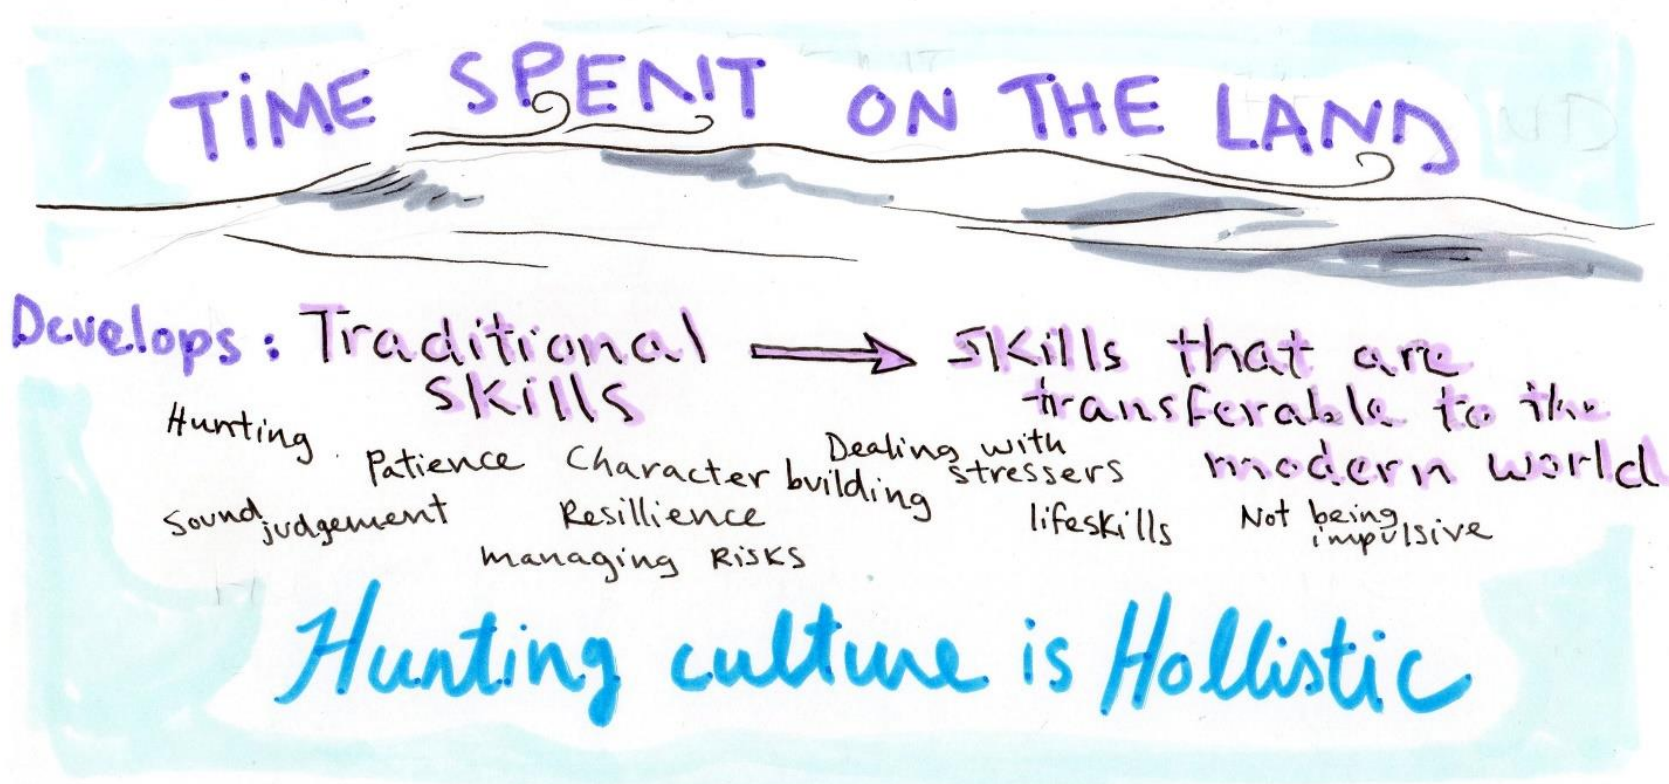 TiME SPENT ON THE LAND
Develops: Traditional skills → skills that are transferable to the modern world
Hunting
Patience
Character building
Dealing with stressers
Sound judgement
Resillience
lifeskills
Not being impulsive
managing Risks
Hunting culture is Hollistic